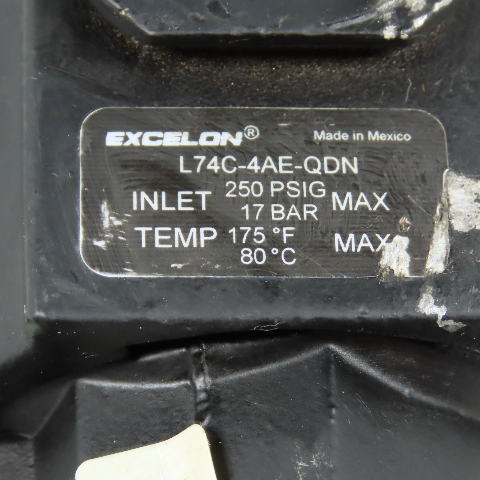 EXCELON® Made in Mexico
L74C-4AE-QDN
INLET 250 PSIG MAX
17 BAR
TEMP 175 °F MAX
80 °C